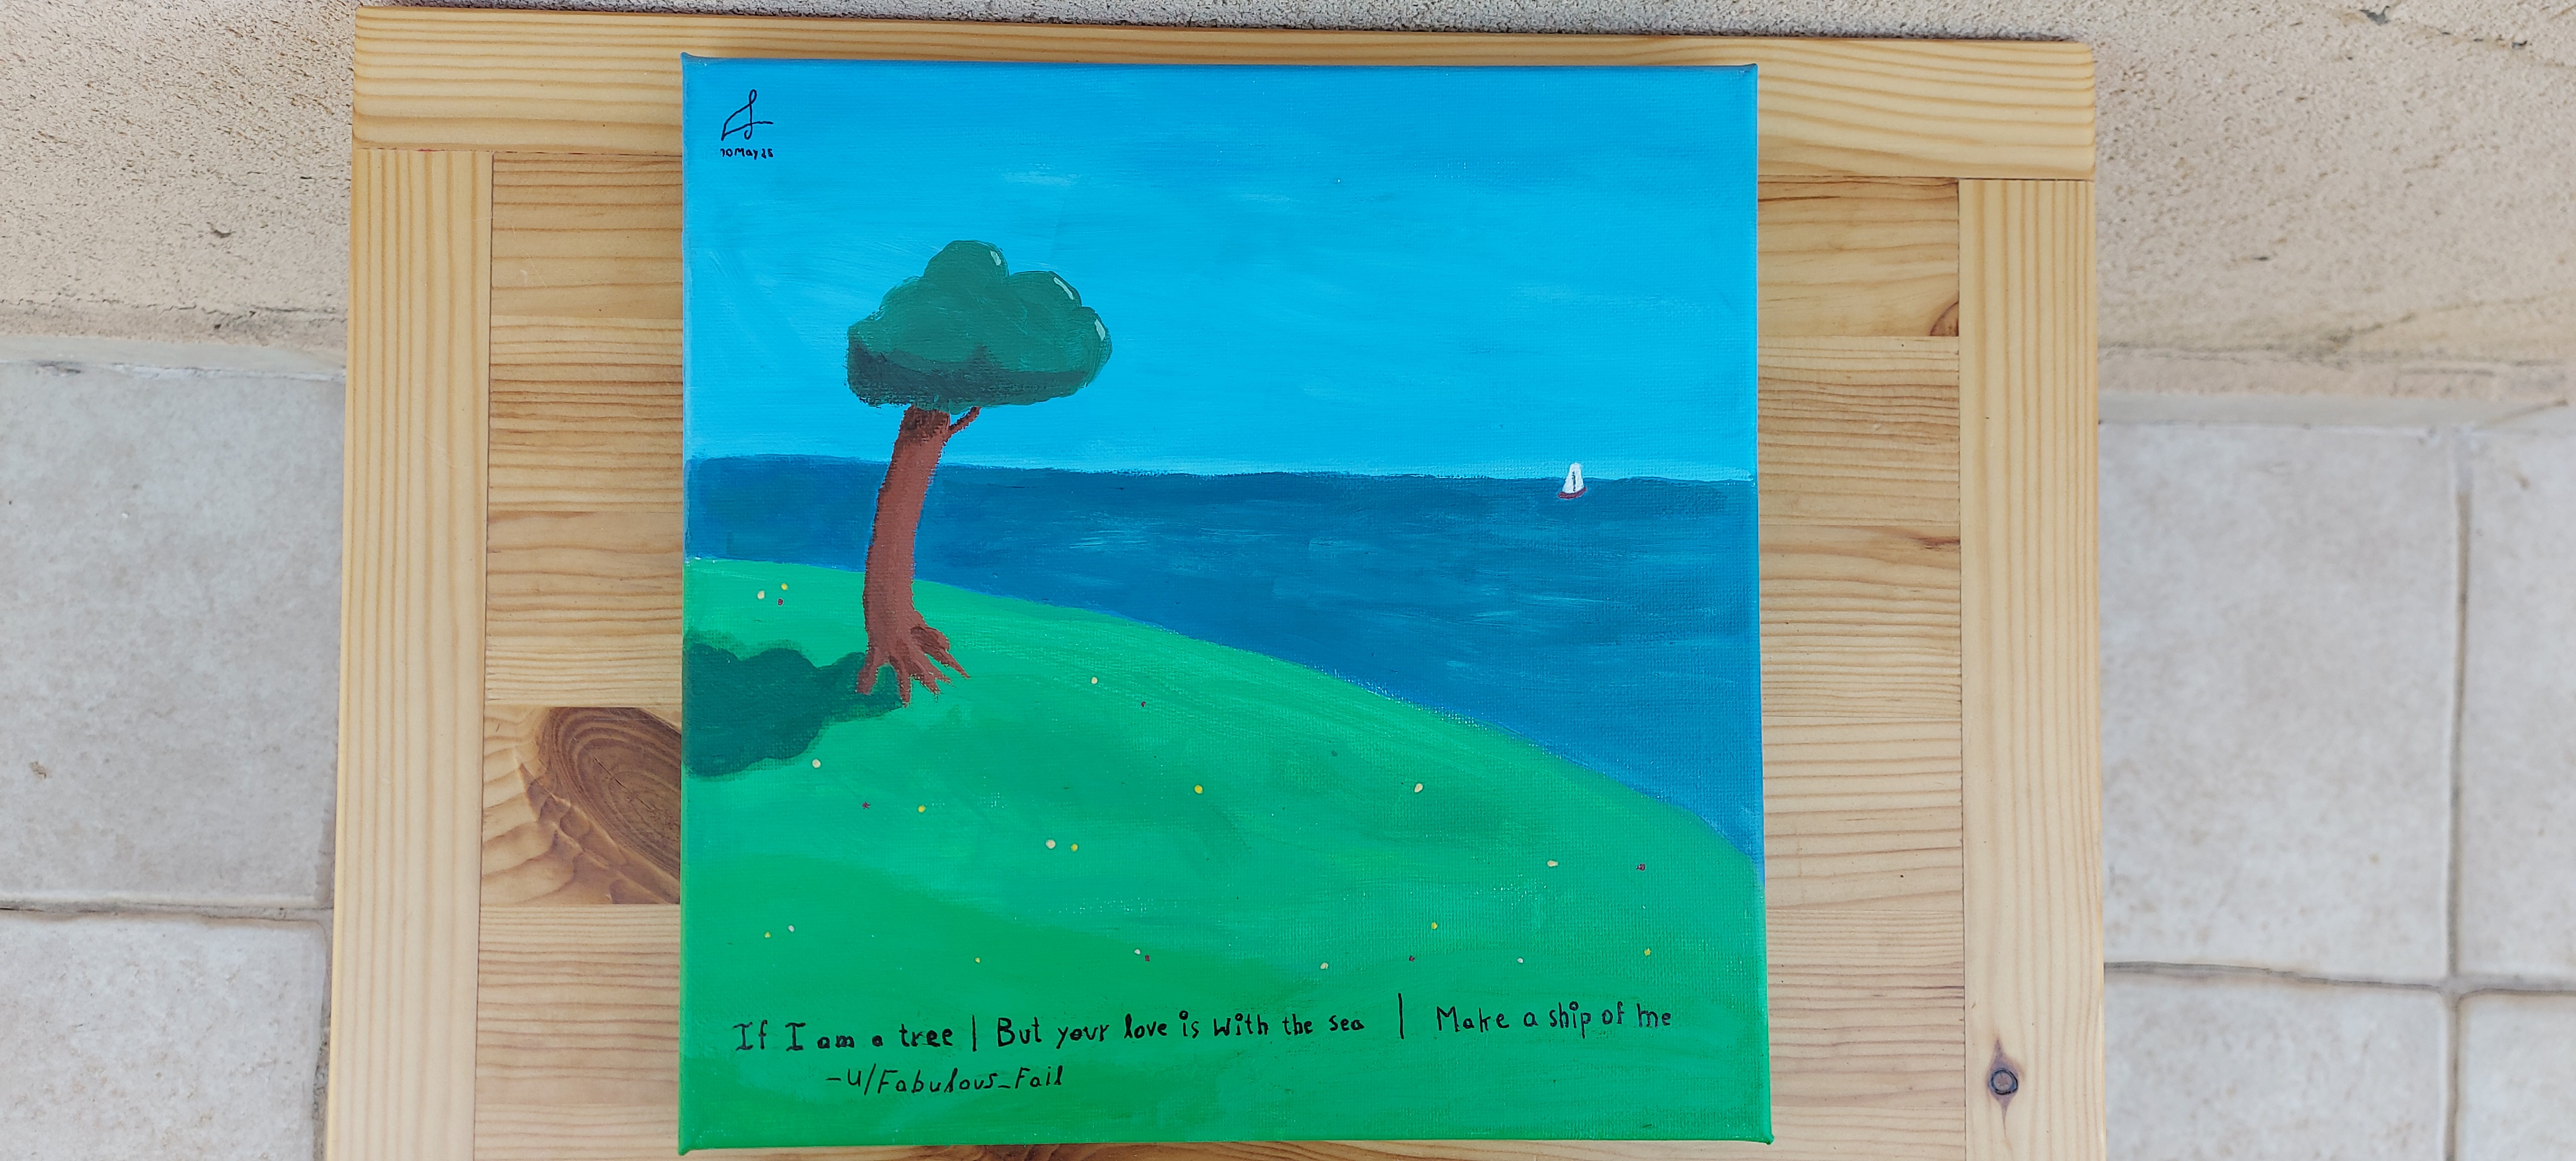 10May25
If I am a tree | But your love is with the sea | Make a ship of me
-u/Fabulous_Fail